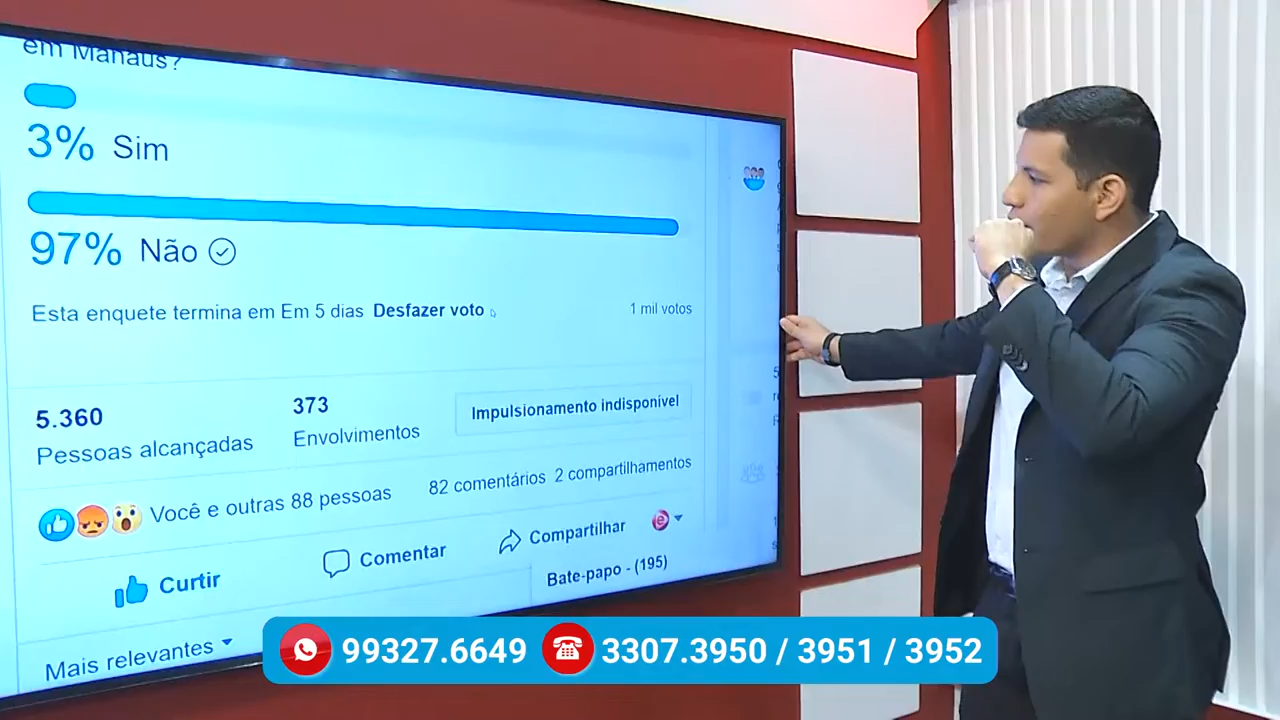 em Manaus?
3% Sim
97% Não
Esta enquete termina em Em 5 dias Desfazer voto
1 mil votos
5.360
Pessoas alcançadas
373
Envolvimentos
Impulsionamento indisponível
Você e outras 88 pessoas
82 comentários 2 compartilhamentos
Curtir
Comentar
Compartilhar
Bate-papo - (195)
Mais relevantes
99327.6649 3307.3950 / 3951 / 3952